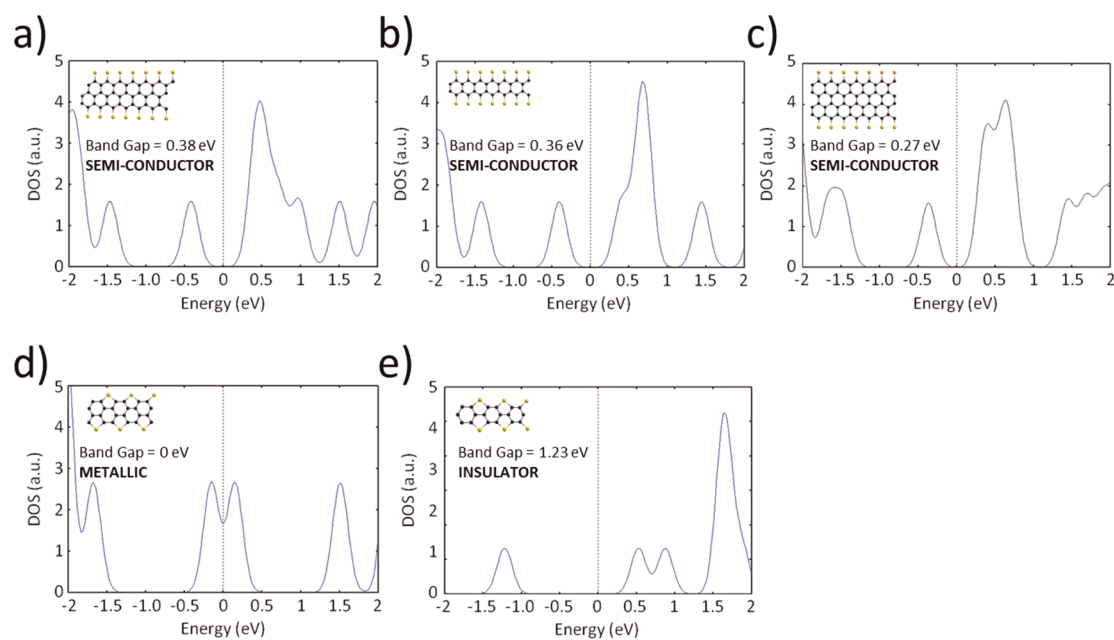 a)
5
4
3
2
1
0
DOS (a.u.)
Band Gap = 0.38 eV
SEMI-CONDUCTOR
-2 -1.5 -1 -0.5 0 0.5 1 1.5 2
Energy (eV)
b)
5
4
3
2
1
0
DOS (a.u.)
Band Gap = 0.36 eV
SEMI-CONDUCTOR
-2 -1.5 -1 -0.5 0 0.5 1 1.5 2
Energy (eV)
c)
5
4
3
2
1
0
DOS (a.u.)
Band Gap = 0.27 eV
SEMI-CONDUCTOR
-2 -1.5 -1 -0.5 0 0.5 1 1.5 2
Energy (eV)
d)
5
4
3
2
1
0
DOS (a.u.)
Band Gap = 0 eV
METALLIC
-2 -1.5 -1 -0.5 0 0.5 1 1.5 2
Energy (eV)
e)
5
4
3
2
1
0
DOS (a.u.)
Band Gap = 1.23 eV
INSULATOR
-2 -1.5 -1.0 -0.5 0 0.5 1 1.5 2
Energy (eV)